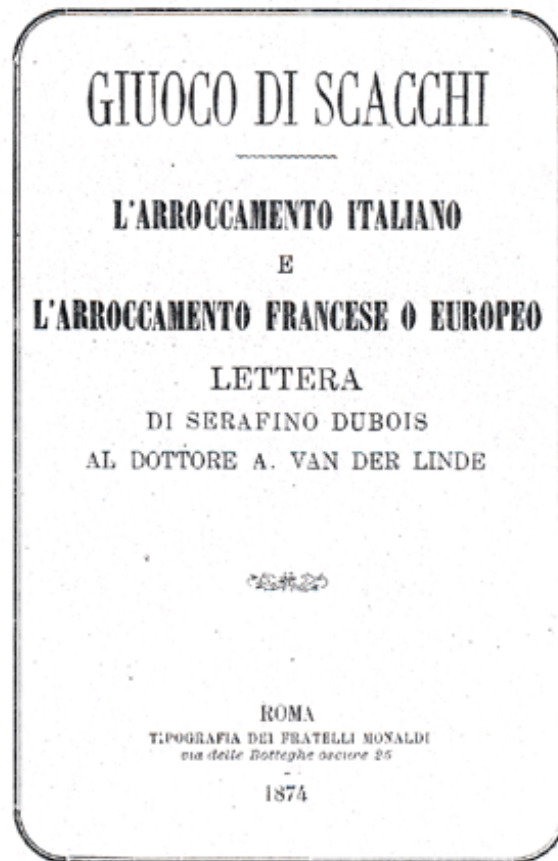 GIUOCO DI SCACCHI
L'ARROCCAMENTO ITALIANO
E
L'ARROCCAMENTO FRANCESE O EUROPEO
LETTERA
DI SERAFINO DUBOIS
AL DOTTORE A. VAN DER LINDE
ROMA
TIPOGRAFIA DEI FRATELLI MONALDI
via delle Botteghe oscure 25
1874